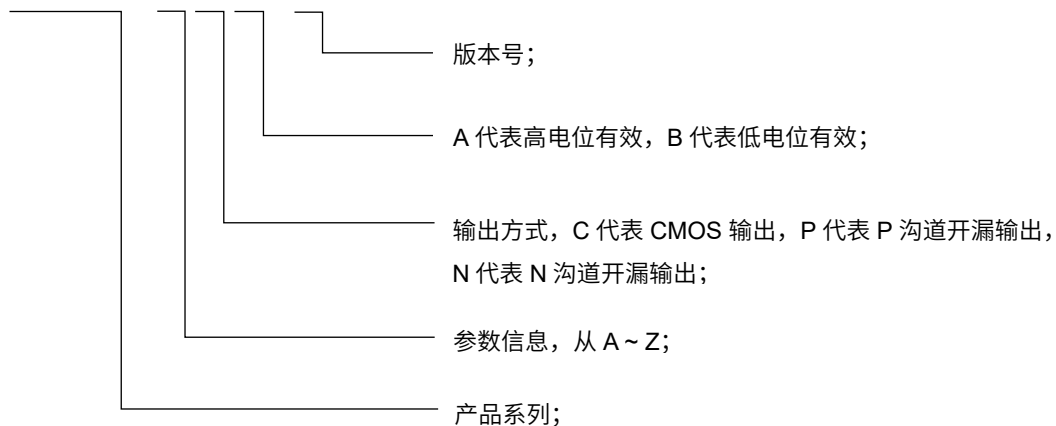 版本号；
A 代表高电位有效，B 代表低电位有效；
输出方式，C 代表 CMOS 输出，P 代表 P 沟道开漏输出，
N 代表 N 沟道开漏输出；
参数信息，从 A ~ Z；
产品系列；